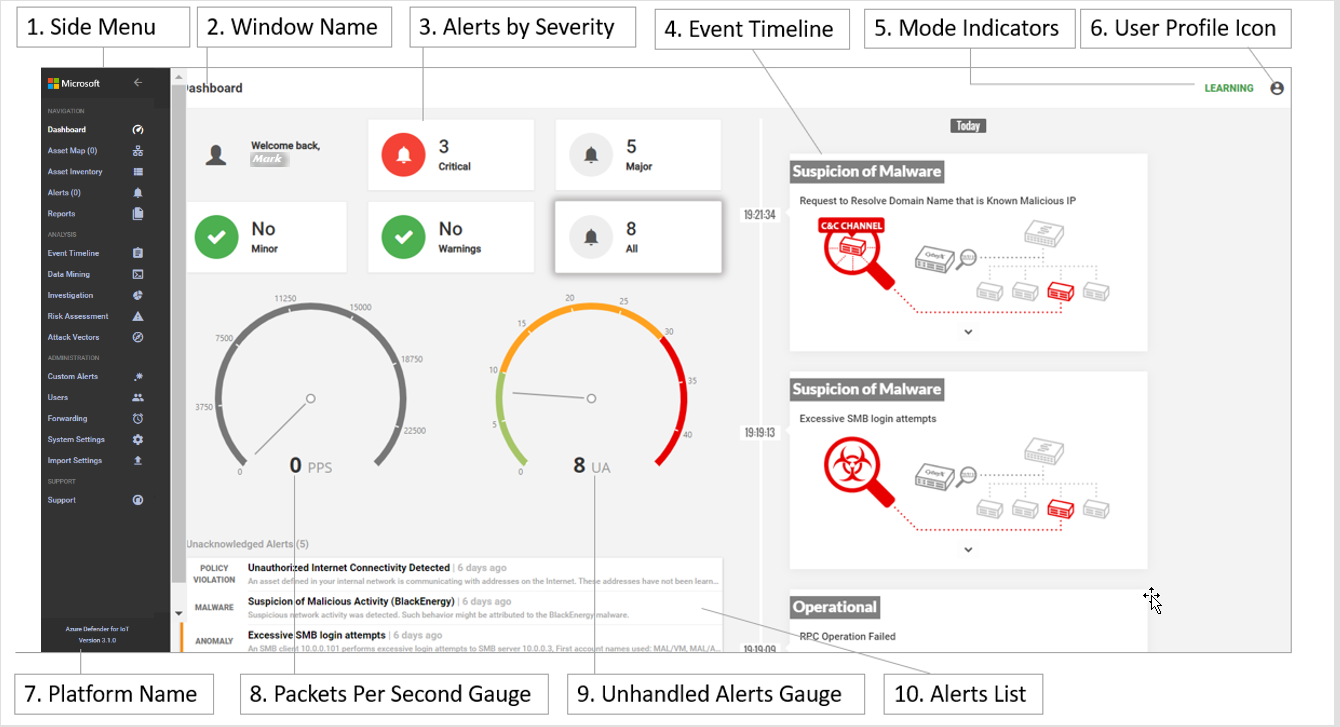 1. Side Menu
2. Window Name
3. Alerts by Severity
4. Event Timeline
5. Mode Indicators
6. User Profile Icon
Microsoft
NAVIGATION
Dashboard
Asset Map (0)
Asset Inventory
Alerts (0)
Reports
ANALYSIS
Event Timeline
Data Mining
Investigation
Risk Assessment
Attack Vectors
ADMINISTRATION
Custom Alerts
Users
Forwarding
System Settings
Import Settings
SUPPORT
Support
Azure Defender for IoT
Version 3.1.0
Dashboard
LEARNING
Welcome back,
Mark
3
Critical
5
Major
No
Minor
No
Warnings
8
All
0
3750
7500
11250
15000
18750
22500
0 PPS
0
5
10
15
20
25
30
35
40
8 UA
Unacknowledged Alerts (5)
POLICY VIOLATION
Unauthorized Internet Connectivity Detected | 6 days ago
An asset defined in your internal network is communicating with addresses on the Internet. These addresses have not been learn...
MALWARE
Suspicion of Malicious Activity (BlackEnergy) | 6 days ago
Suspicious network activity was detected. Such behavior might be attributed to the BlackEnergy malware.
ANOMALY
Excessive SMB login attempts | 6 days ago
An SMB client 10.0.0.101 performs excessive login attempts to SMB server 10.0.0.3, First account names used: MAL/VM, MAL/A...
Today
19:21:34
Suspicion of Malware
Request to Resolve Domain Name that is Known Malicious IP
C&C CHANNEL
CyberX
19:19:13
Suspicion of Malware
Excessive SMB login attempts
CyberX
19:19:09
Operational
RPC Operation Failed
7. Platform Name
8. Packets Per Second Gauge
9. Unhandled Alerts Gauge
10. Alerts List